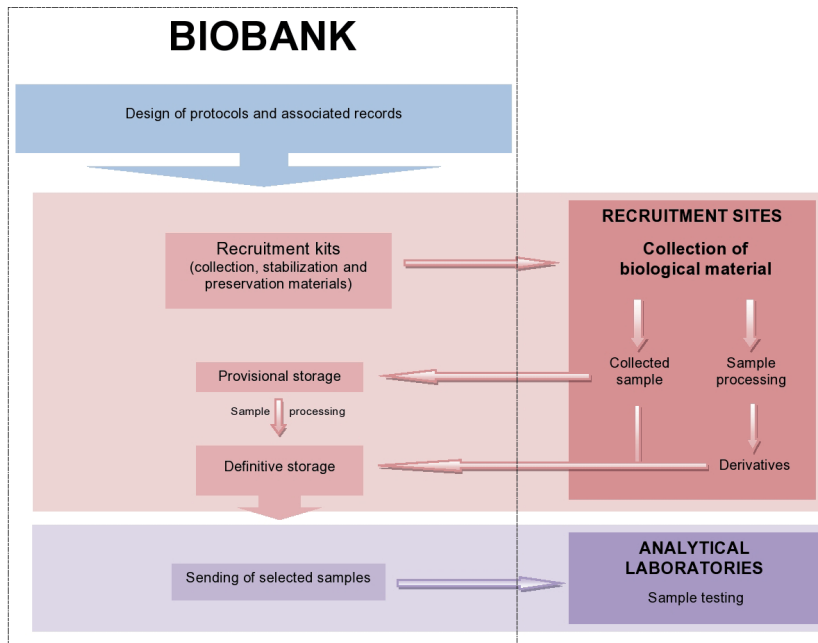 BIOBANK
Design of protocols and associated records
RECRUITMENT SITES
Collection of
biological material
Recruitment kits
(collection, stabilization and
preservation materials)
Collected
sample
Sample
processing
Provisional storage
Sample processing
Definitive storage
Derivatives
ANALYTICAL
LABORATORIES
Sending of selected samples
Sample testing